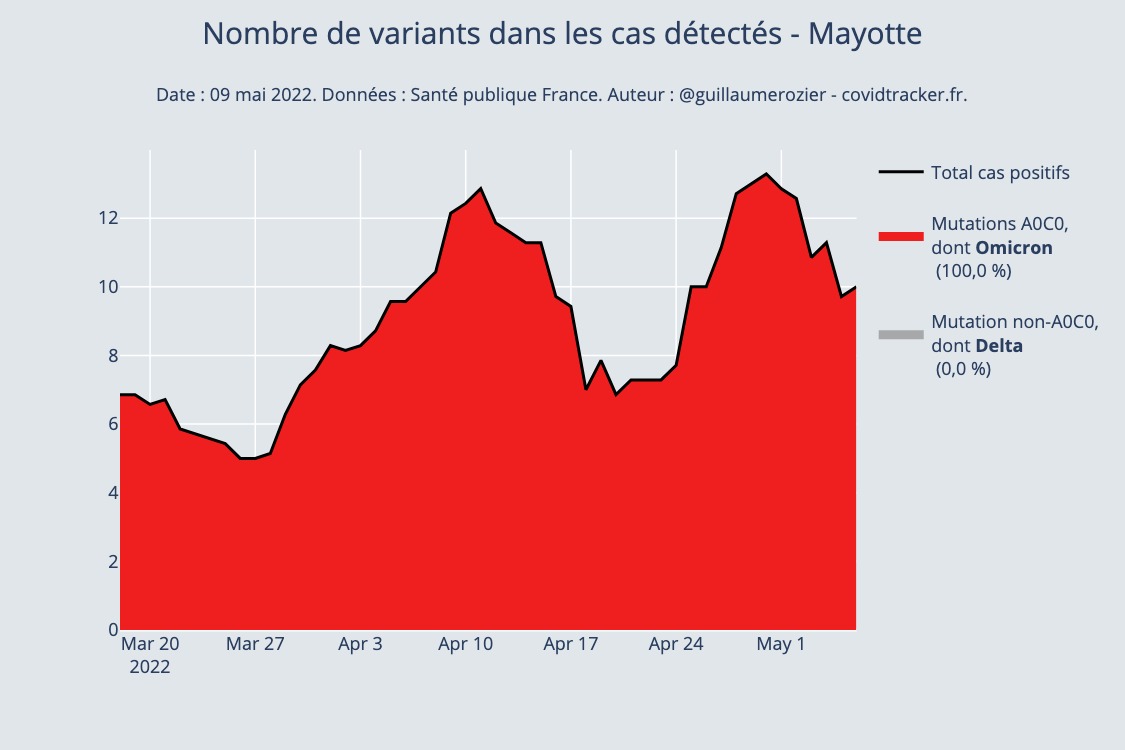 Nombre de variants dans les cas détectés - Mayotte
Date : 09 mai 2022. Données : Santé publique France. Auteur : @guillaumerozier - covidtracker.fr.
Total cas positifs
Mutations A0C0,
dont Omicron
(100,0 %)
Mutation non-A0C0,
dont Delta
(0,0 %)
12
10
8
6
4
2
0
Mar 20 Mar 27 Apr 3 Apr 10 Apr 17 Apr 24 May 1
2022